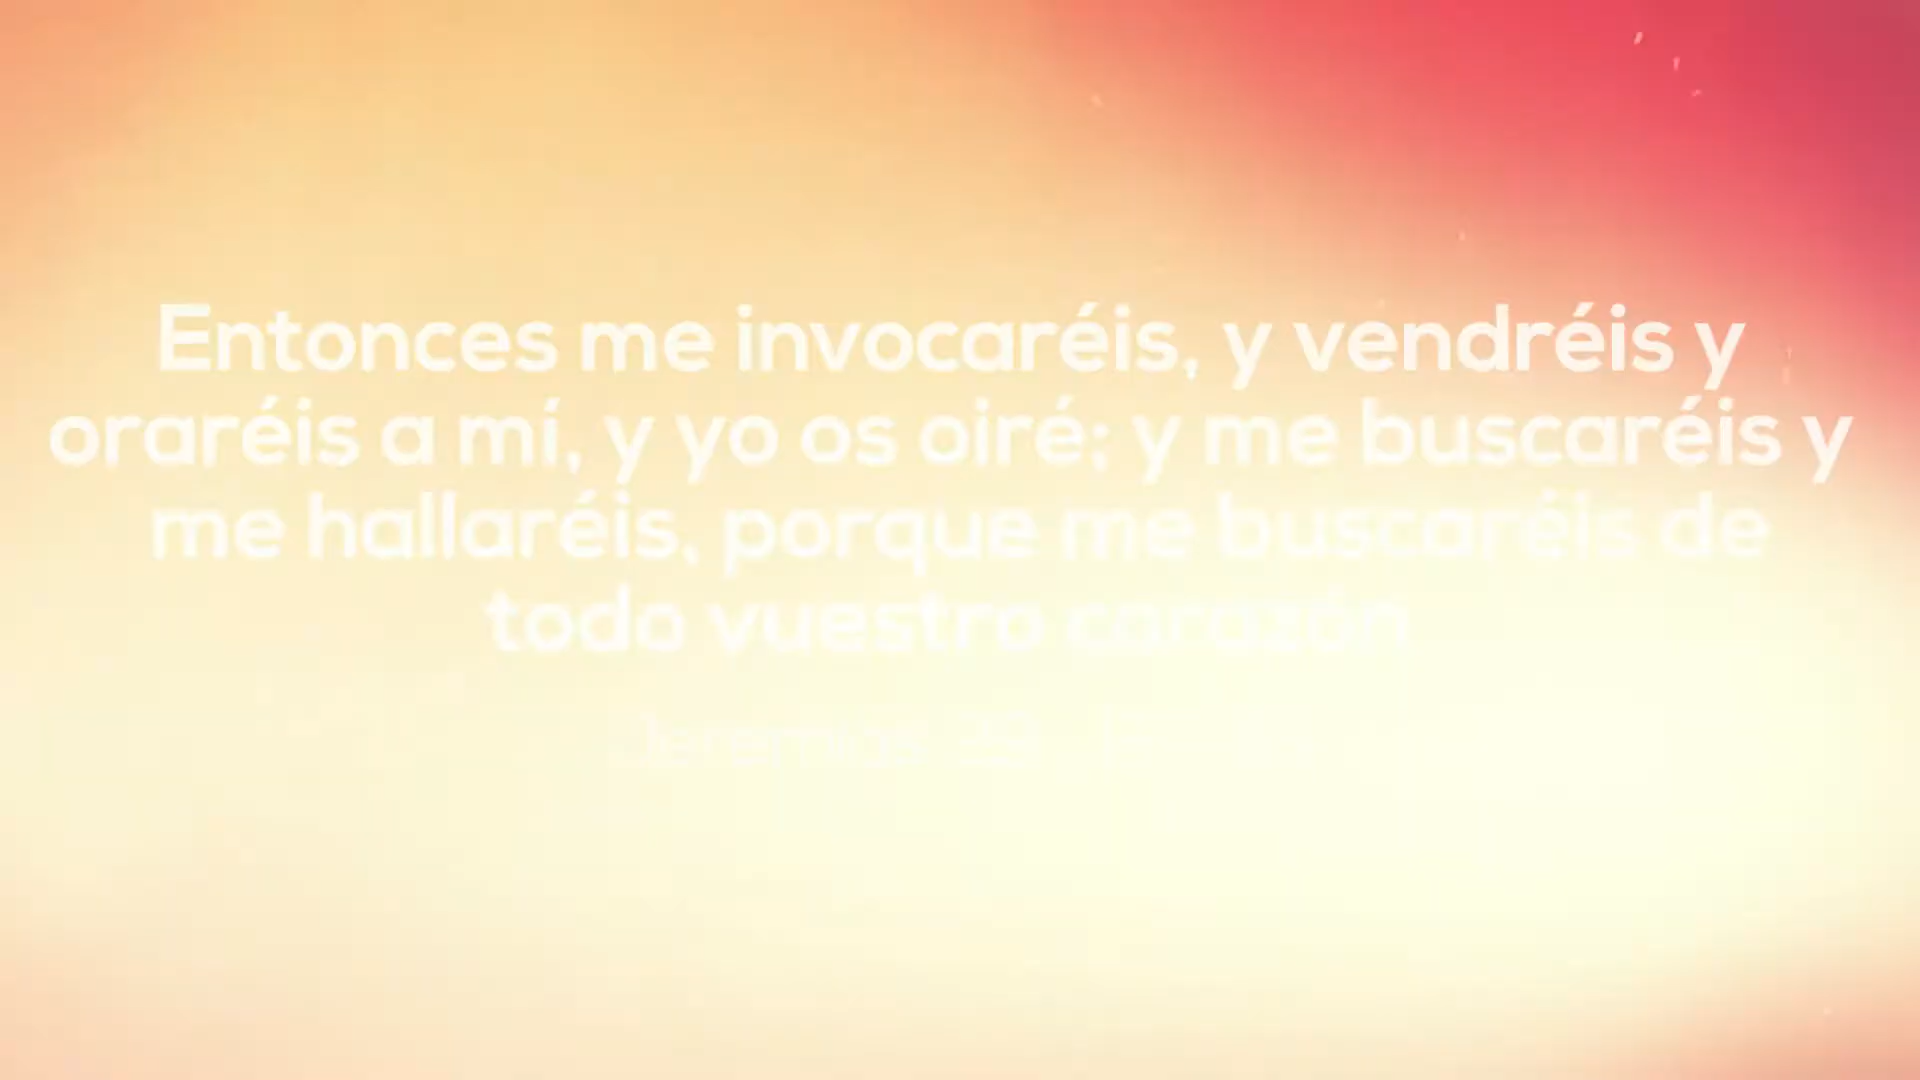 Entonces me invocaréis, y vendréis y
oraréis a mí, y yo os oiré; y me buscaréis y
me hallaréis, porque me buscaréis de
todo vuestro corazón
Jeremías 29